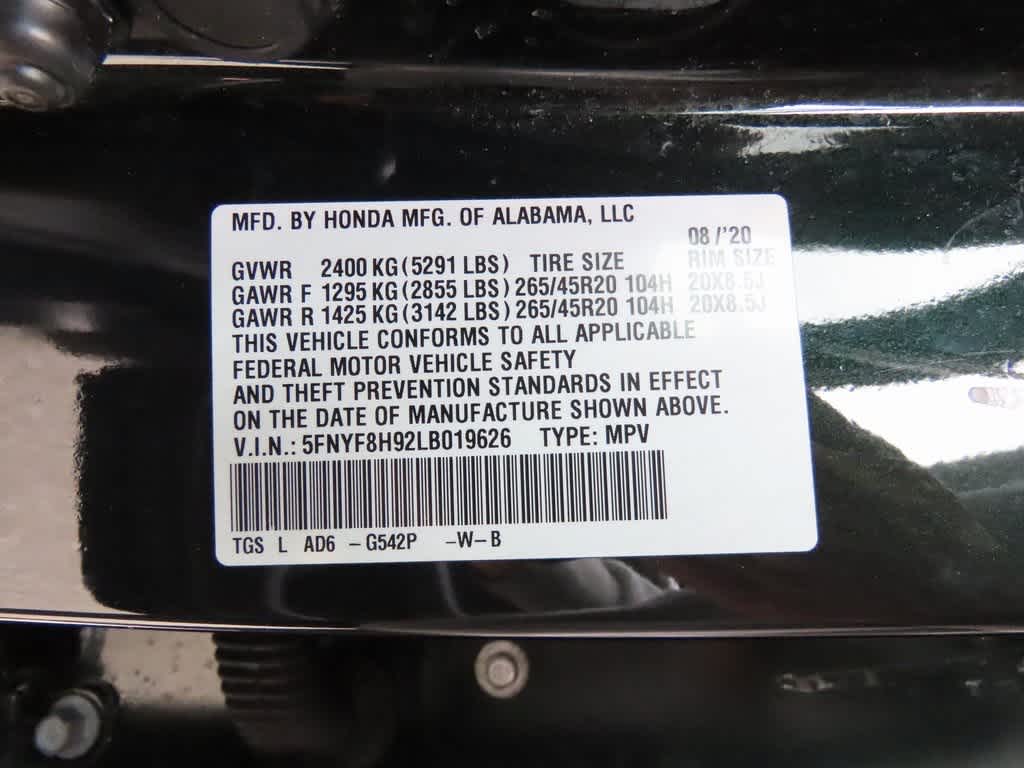 MFD. BY HONDA MFG. OF ALABAMA, LLC
08/'20
GVWR 2400 KG (5291 LBS) TIRE SIZE RIM SIZE
GAWR F 1295 KG (2855 LBS) 265/45R20 104H 20X8.5J
GAWR R 1425 KG (3142 LBS) 265/45R20 104H 20X8.5J
THIS VEHICLE CONFORMS TO ALL APPLICABLE
FEDERAL MOTOR VEHICLE SAFETY
AND THEFT PREVENTION STANDARDS IN EFFECT
ON THE DATE OF MANUFACTURE SHOWN ABOVE.
V.I.N.: 5FNYF8H92LB019626 TYPE: MPV
TGS L AD6 – G542P –W–B